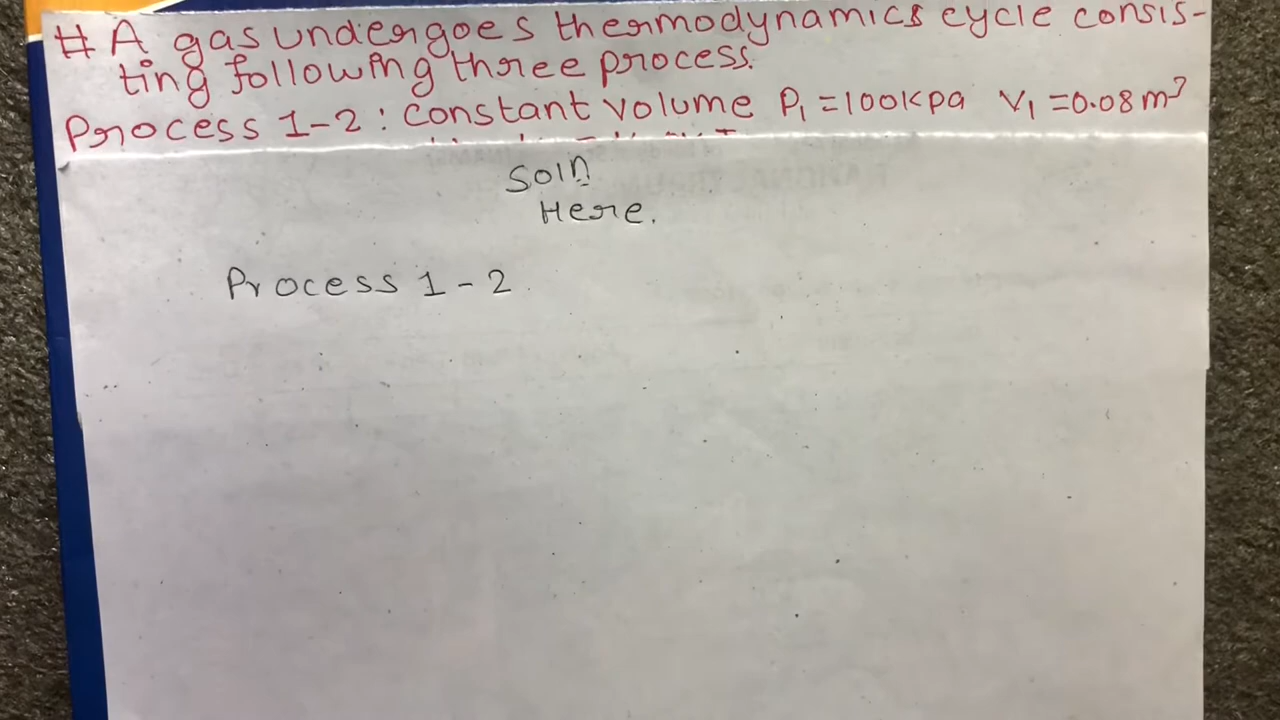 # A gas undergoes thermodynamics cycle consis-
ting following three process.
Process 1-2: Constant volume P₁ =100kpa V₁ =0.08m³
Soln
Here.
Process 1-2